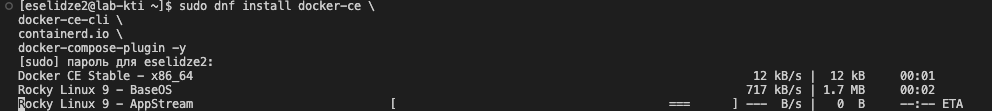 [eselidze2@lab-kti ~]$ sudo dnf install docker-ce \
docker-ce-cli \
containerd.io \
docker-compose-plugin -y
[sudo] пароль для eselidze2:
Docker CE Stable - x86_64 12 kB/s | 12 kB 00:01
Rocky Linux 9 - BaseOS 717 kB/s | 1.7 MB 00:02
Rocky Linux 9 - AppStream [ === ] --- B/s | 0 B --:-- ETA